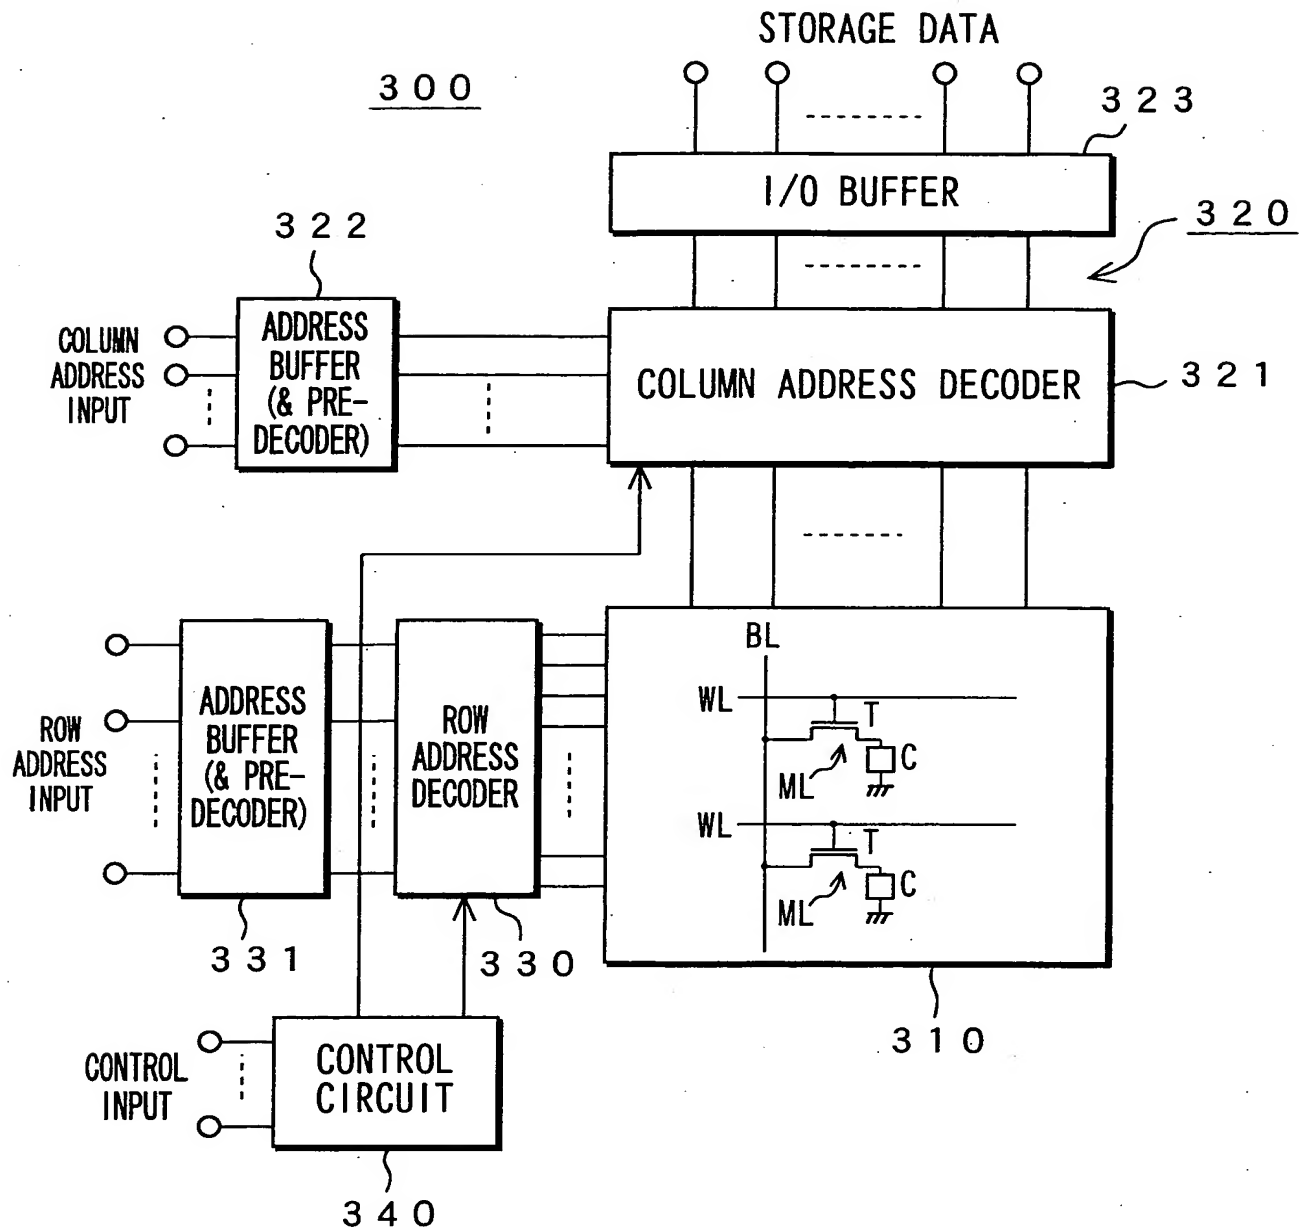 STORAGE DATA
300
323
I/O BUFFER
320
322
COLUMN
ADDRESS
INPUT
ADDRESS
BUFFER
(& PRE-
DECODER)
COLUMN ADDRESS DECODER
321
ROW
ADDRESS
INPUT
ADDRESS
BUFFER
(& PRE-
DECODER)
ROW
ADDRESS
DECODER
BL
WL
T
C
ML
WL
T
C
ML
331
330
310
CONTROL
INPUT
CONTROL
CIRCUIT
340